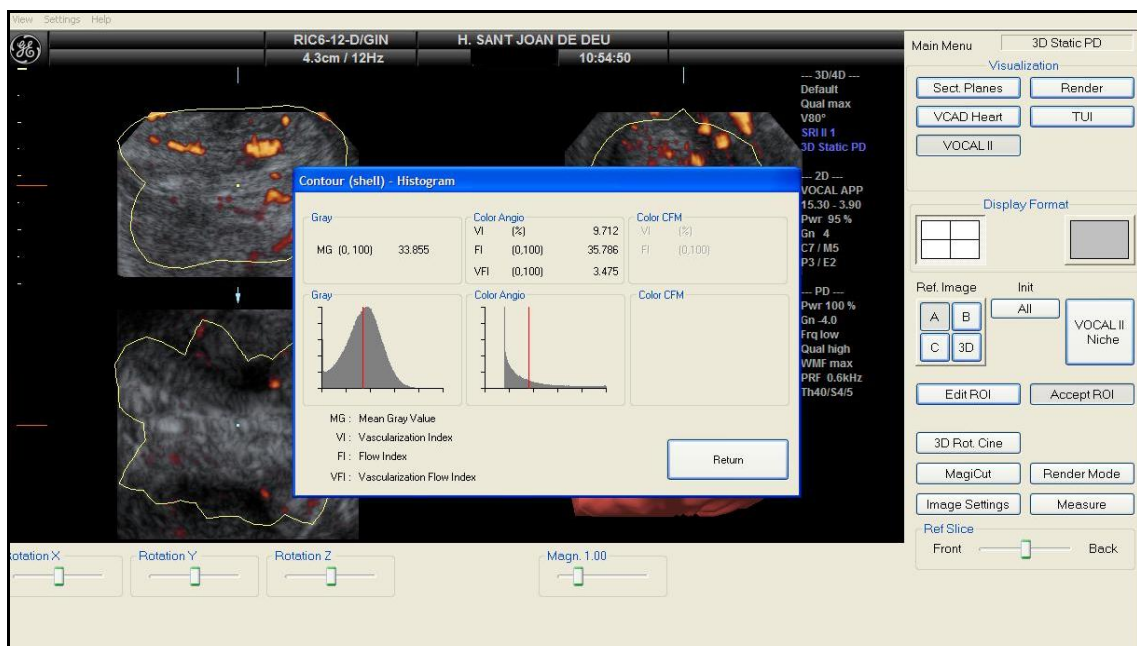 View Settings Help
GE
RIC6-12-D/GIN H. SANT JOAN DE DEU
4.3cm / 12Hz 10:54:50
--- 3D/4D ---
Default
Qual max
V80°
SRI II 1
3D Static PD
--- 2D ---
VOCAL APP
15.30 - 3.90
Pwr 95 %
Gn 4
C7 / M5
P3 / E2
--- PD ---
Pwr 100 %
Gn -4.0
Frq low
Qual high
WMF max
PRF 0.6kHz
Th40/S4/5
Contour (shell) - Histogram
Gray
MG (0, 100) 33.855
Color Angio
VI (%) 9.712
FI (0,100) 35.786
VFI (0,100) 3.475
Color CFM
VI (%)
FI (0,100)
Gray
Color Angio
Color CFM
MG : Mean Gray Value
VI : Vascularization Index
FI : Flow Index
VFI : Vascularization Flow Index
Return
Main Menu 3D Static PD
Visualization
Sect. Planes Render
VCAD Heart TUI
VOCAL II
Display Format
Ref. Image Init
A B All
C 3D
VOCAL II
Niche
Edit ROI Accept ROI
3D Rot. Cine
MagiCut Render Mode
Image Settings Measure
Ref Slice
Front Back
otation X Rotation Y Rotation Z Magn. 1.00